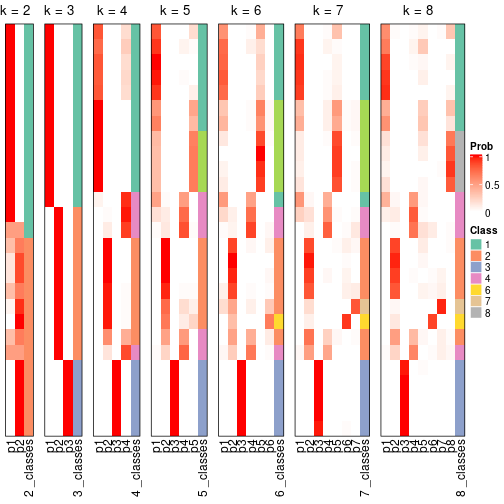 k = 2 k = 3 k = 4 k = 5 k = 6 k = 7 k = 8
Prob
1
0.5
0
Class
1
2
3
4
6
7
8
p1 p2 2_classes
p1 p2 p3 3_classes
p1 p2 p3 p4 4_classes
p1 p2 p3 p4 p5 5_classes
p1 p2 p3 p4 p5 p6 6_classes
p1 p2 p3 p4 p5 p6 p7 7_classes
p1 p2 p3 p4 p5 p6 p7 p8 8_classes